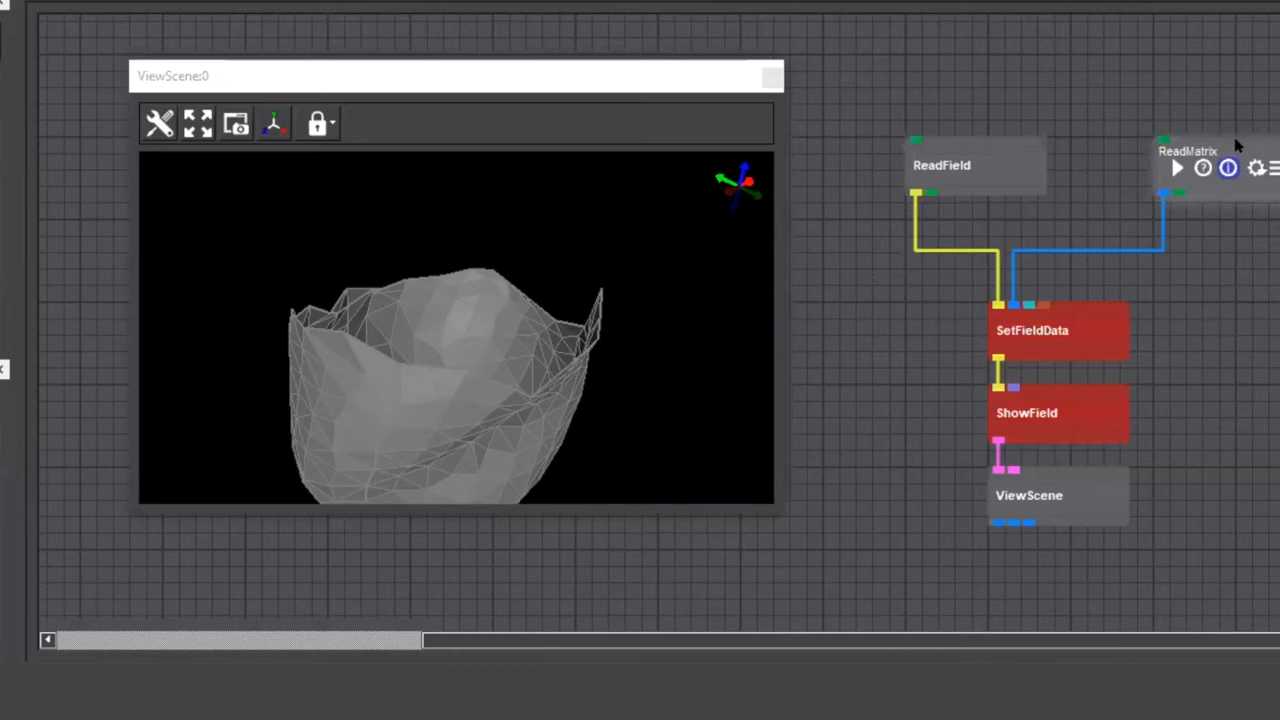 ViewScene:0
ReadField
ReadMatrix
SetFieldData
ShowField
ViewScene